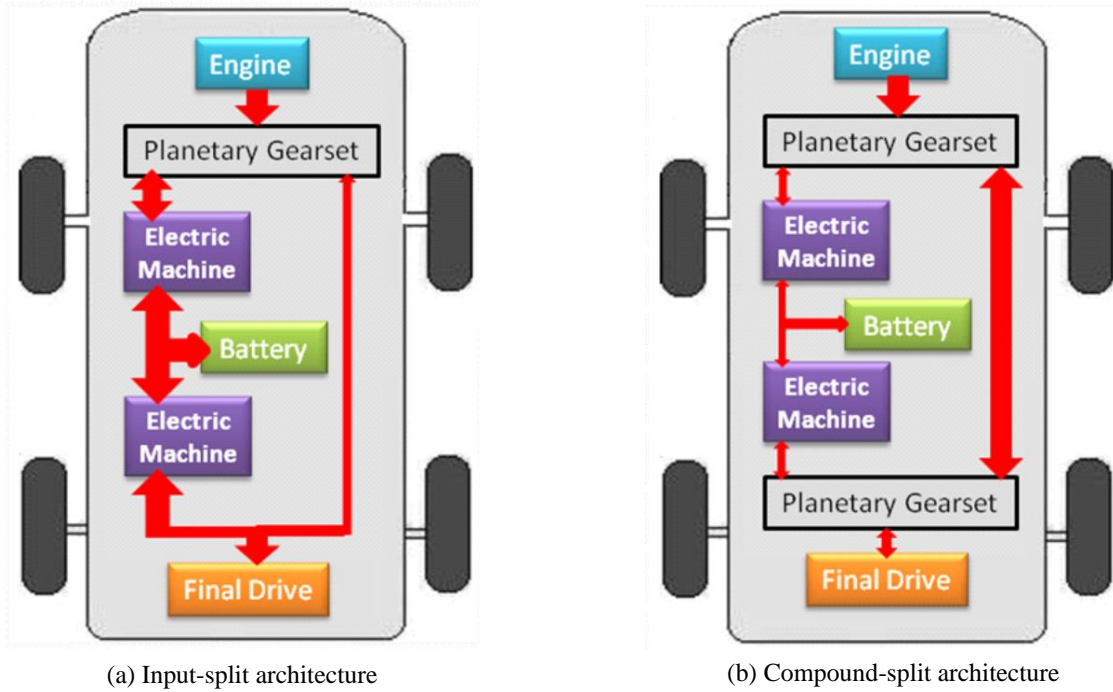 Engine
Planetary Gearset
Electric
Machine
Battery
Electric
Machine
Final Drive
(a) Input-split architecture
Engine
Planetary Gearset
Electric
Machine
Battery
Electric
Machine
Planetary Gearset
Final Drive
(b) Compound-split architecture